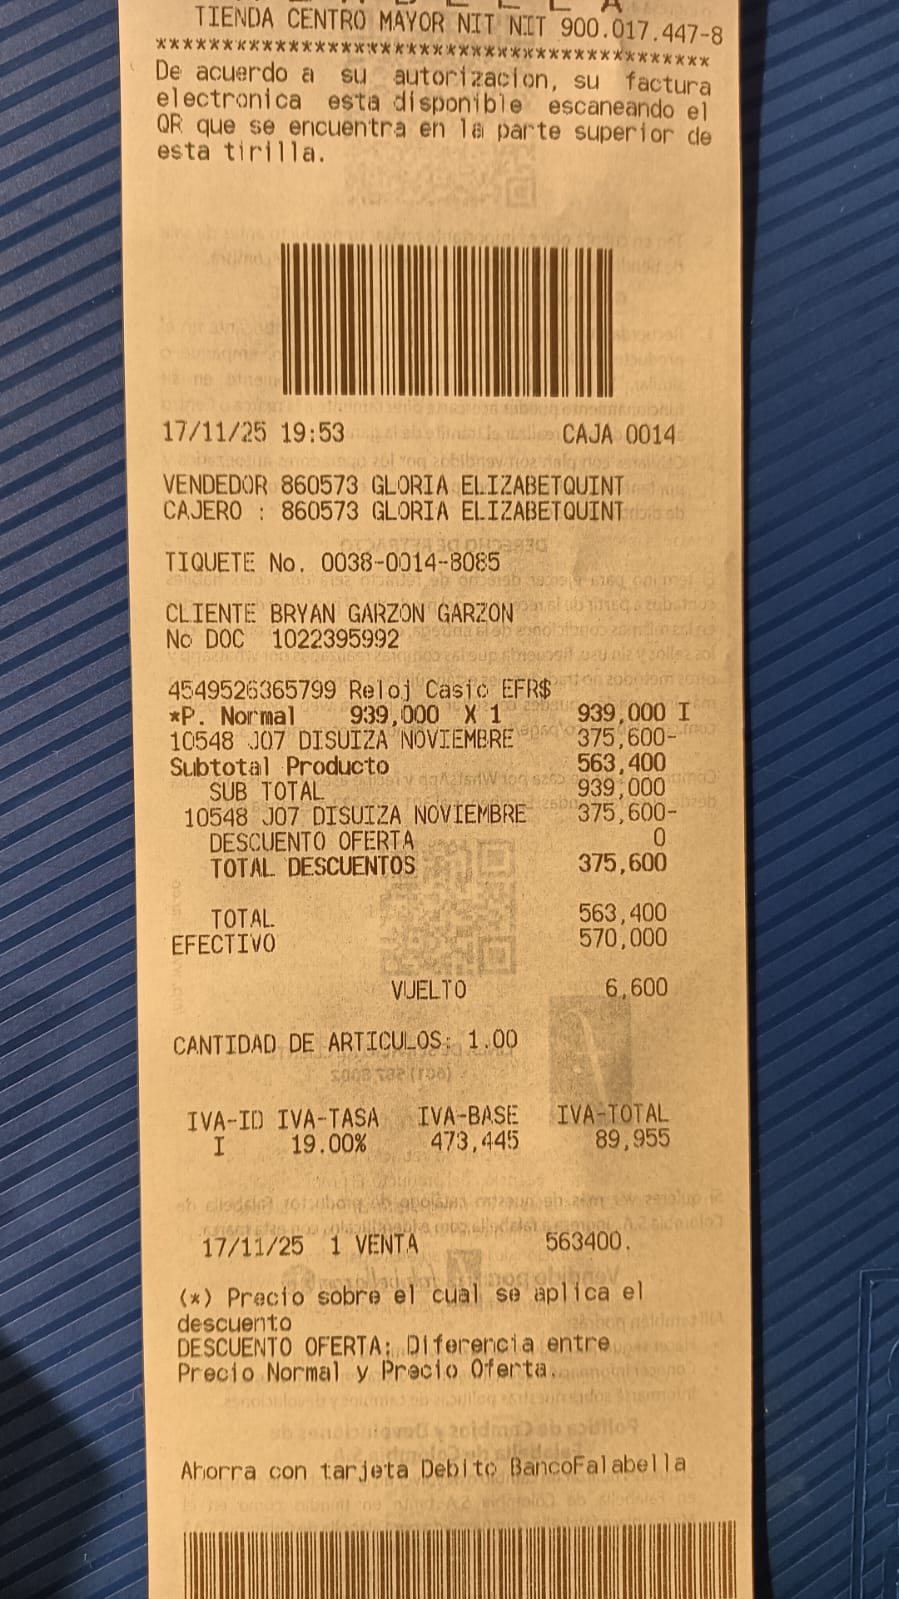 TIENDA CENTRO MAYOR NIT NIT 900.017.447-8
*******************************************
De acuerdo a su autorizacion, su factura
electronica esta disponible escaneando el
QR que se encuentra en la parte superior de
esta tirilla.
17/11/25 19:53 CAJA 0014
VENDEDOR 860573 GLORIA ELIZABETQUINT
CAJERO : 860573 GLORIA ELIZABETQUINT
TIQUETE No. 0038-0014-8085
CLIENTE BRYAN GARZON GARZON
No DOC 1022395992
4549526365799 Reloj Casio EFR$
*P. Normal 939,000 X 1 939,000 I
10548 J07 DISUIZA NOVIEMBRE 375,600-
Subtotal Producto 563,400
SUB TOTAL 939,000
10548 J07 DISUIZA NOVIEMBRE 375,600-
DESCUENTO OFERTA 0
TOTAL DESCUENTOS 375,600
TOTAL 563,400
EFECTIVO 570,000
VUELTO 6,600
CANTIDAD DE ARTICULOS: 1.00
IVA-ID IVA-TASA IVA-BASE IVA-TOTAL
I 19.00% 473,445 89,955
17/11/25 1 VENTA 563400.
(*) Precio sobre el cual se aplica el
descuento
DESCUENTO OFERTA: Diferencia entre
Precio Normal y Precio Oferta.
Ahorra con tarjeta Debito BancoFalabella